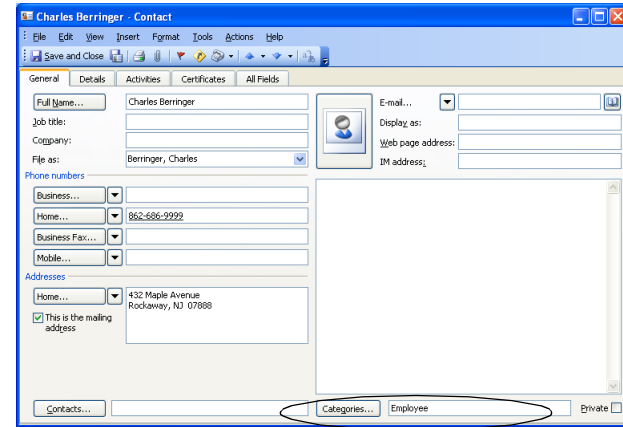 Charles Berringer - Contact
File Edit View Insert Format Tools Actions Help
Save and Close
General Details Activities Certificates All Fields
Full Name... Charles Berringer
Job title:
Company:
File as: Berringer, Charles
Phone numbers
Business...
Home... 862-686-9999
Business Fax...
Mobile...
Addresses
Home... 432 Maple Avenue
Rockaway, NJ 07888
This is the mailing
address
E-mail...
Display as:
Web page address:
IM address:
Contacts... Categories... Employee Private